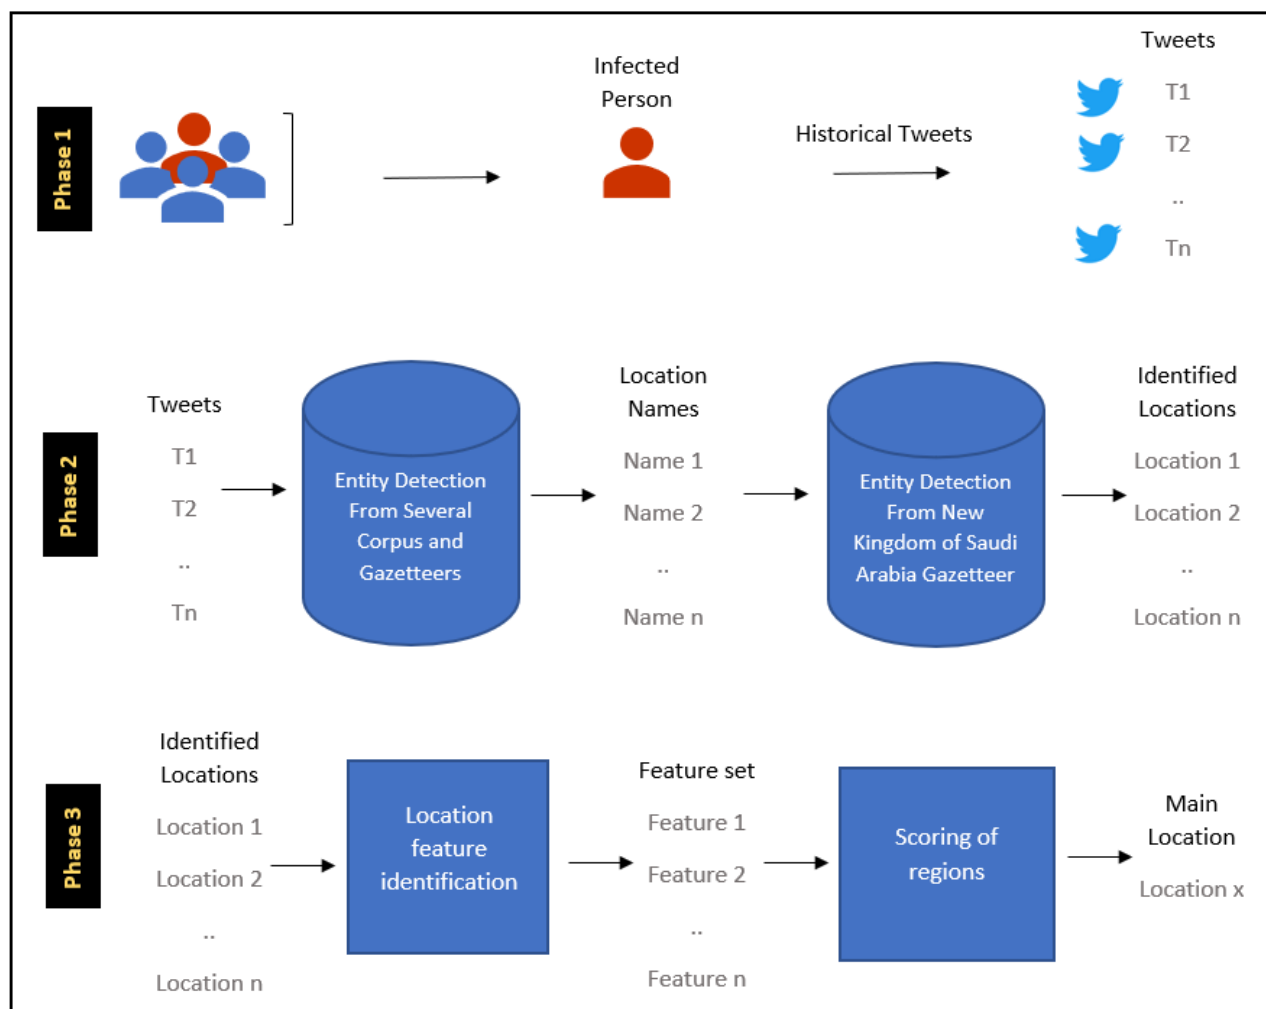 Phase 1
Infected
Person
Historical Tweets
Tweets
T1
T2
..
Tn
Phase 2
Tweets
T1
T2
..
Tn
Entity Detection
From Several
Corpus and
Gazetteers
Location
Names
Name 1
Name 2
..
Name n
Entity Detection
From New
Kingdom of Saudi
Arabia Gazetteer
Identified
Locations
Location 1
Location 2
..
Location n
Phase 3
Identified
Locations
Location 1
Location 2
..
Location n
Location
feature
identification
Feature set
Feature 1
Feature 2
..
Feature n
Scoring of
regions
Main
Location
Location x